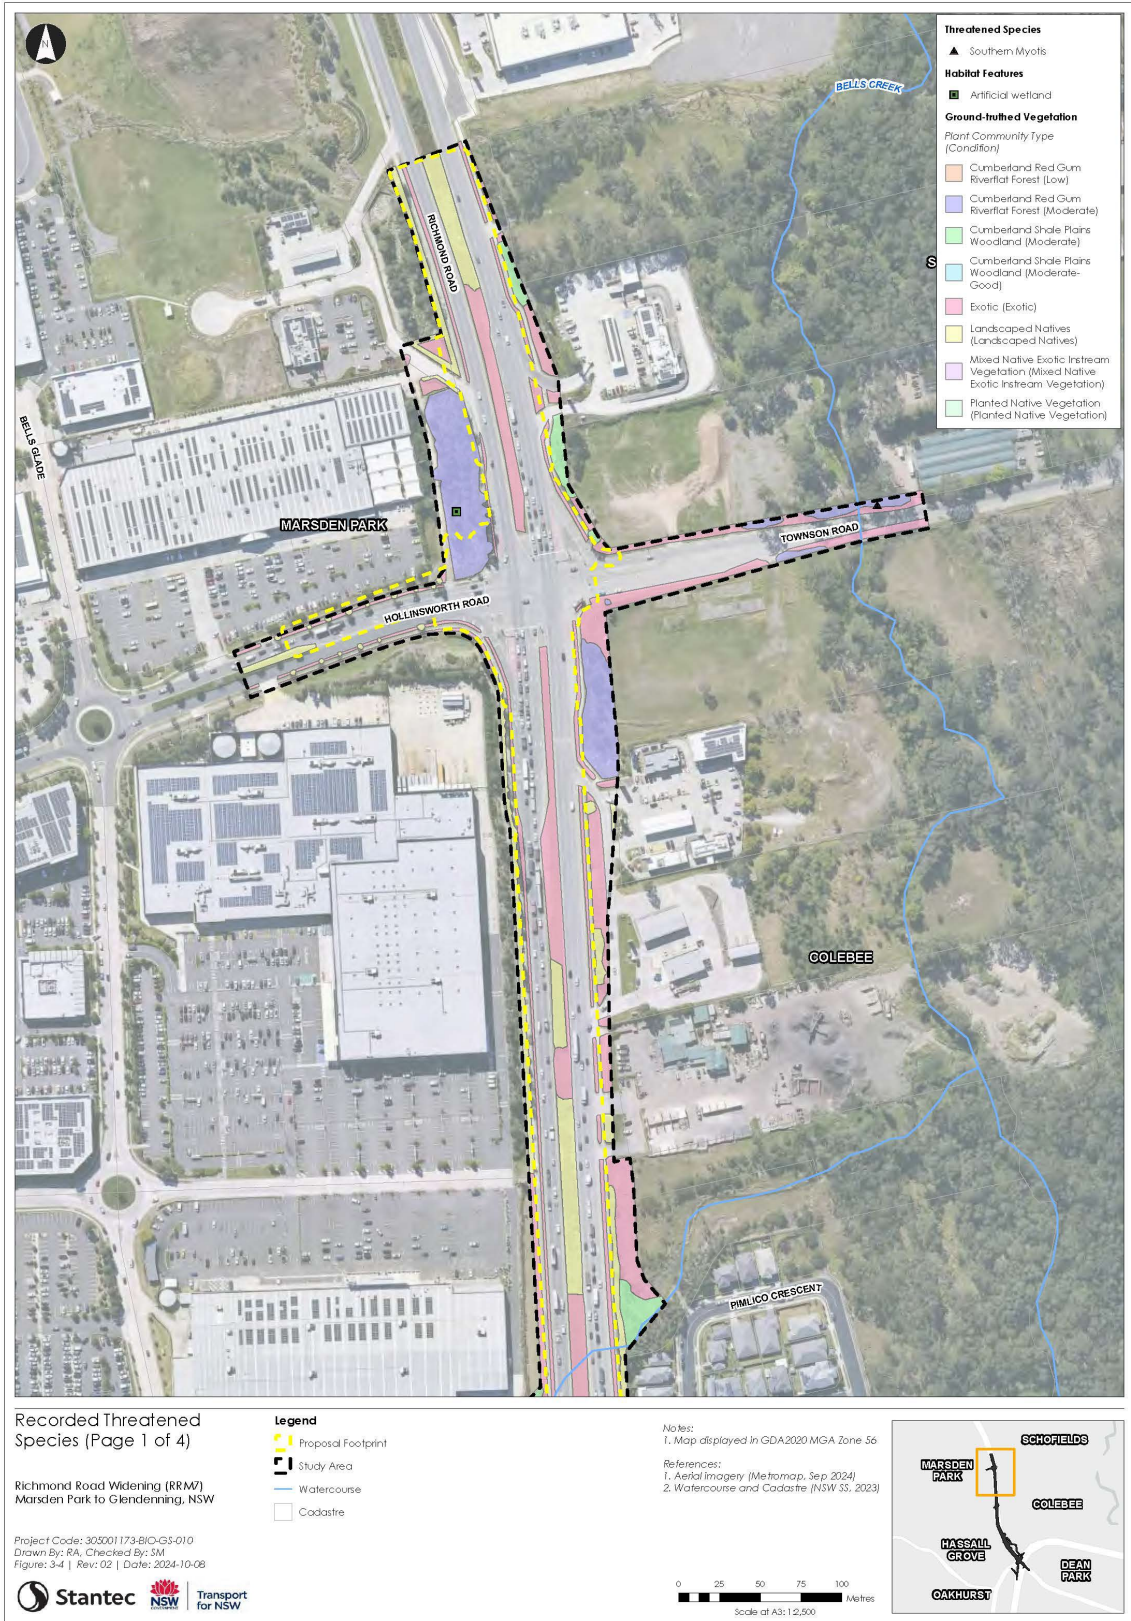 N
Threatened Species
Southern Myotis
Habitat Features
Artificial wetland
Ground-truthed Vegetation
Plant Community Type
(Condition)
Cumberland Red Gum
Riverflat Forest (Low)
Cumberland Red Gum
Riverflat Forest (Moderate)
Cumberland Shale Plains
Woodland (Moderate)
Cumberland Shale Plains
Woodland (Moderate-
Good)
Exotic (Exotic)
Landscaped Natives
(Landscaped Natives)
Mixed Native Exotic Instream
Vegetation (Mixed Native
Exotic Instream Vegetation)
Planted Native Vegetation
(Planted Native Vegetation)
BELLS CREEK
S
RICHMOND ROAD
BELLS GLADE
MARSDEN PARK
TOWNSON ROAD
HOLLINSWORTH ROAD
COLEBEE
PIMLICO CRESCENT
Recorded Threatened
Species (Page 1 of 4)
Richmond Road Widening (RRM7)
Marsden Park to Glendenning, NSW
Project Code: 305001173-BIO-GS-010
Drawn By: RA, Checked By: SM
Figure: 3-4 | Rev: 02 | Date: 2024-10-08
Stantec
NSW
GOVERNMENT
Transport
for NSW
Legend
Proposal Footprint
Study Area
Watercourse
Cadastre
Notes:
1. Map displayed in GDA2020 MGA Zone 56
References:
1. Aerial imagery (Metromap, Sep 2024)
2. Watercourse and Cadastre (NSW SS, 2023)
0 25 50 75 100
Metres
Scale at A3: 1:2,500
SCHOFIELDS
MARSDEN
PARK
COLEBEE
HASSALL
GROVE
DEAN
PARK
OAKHURST